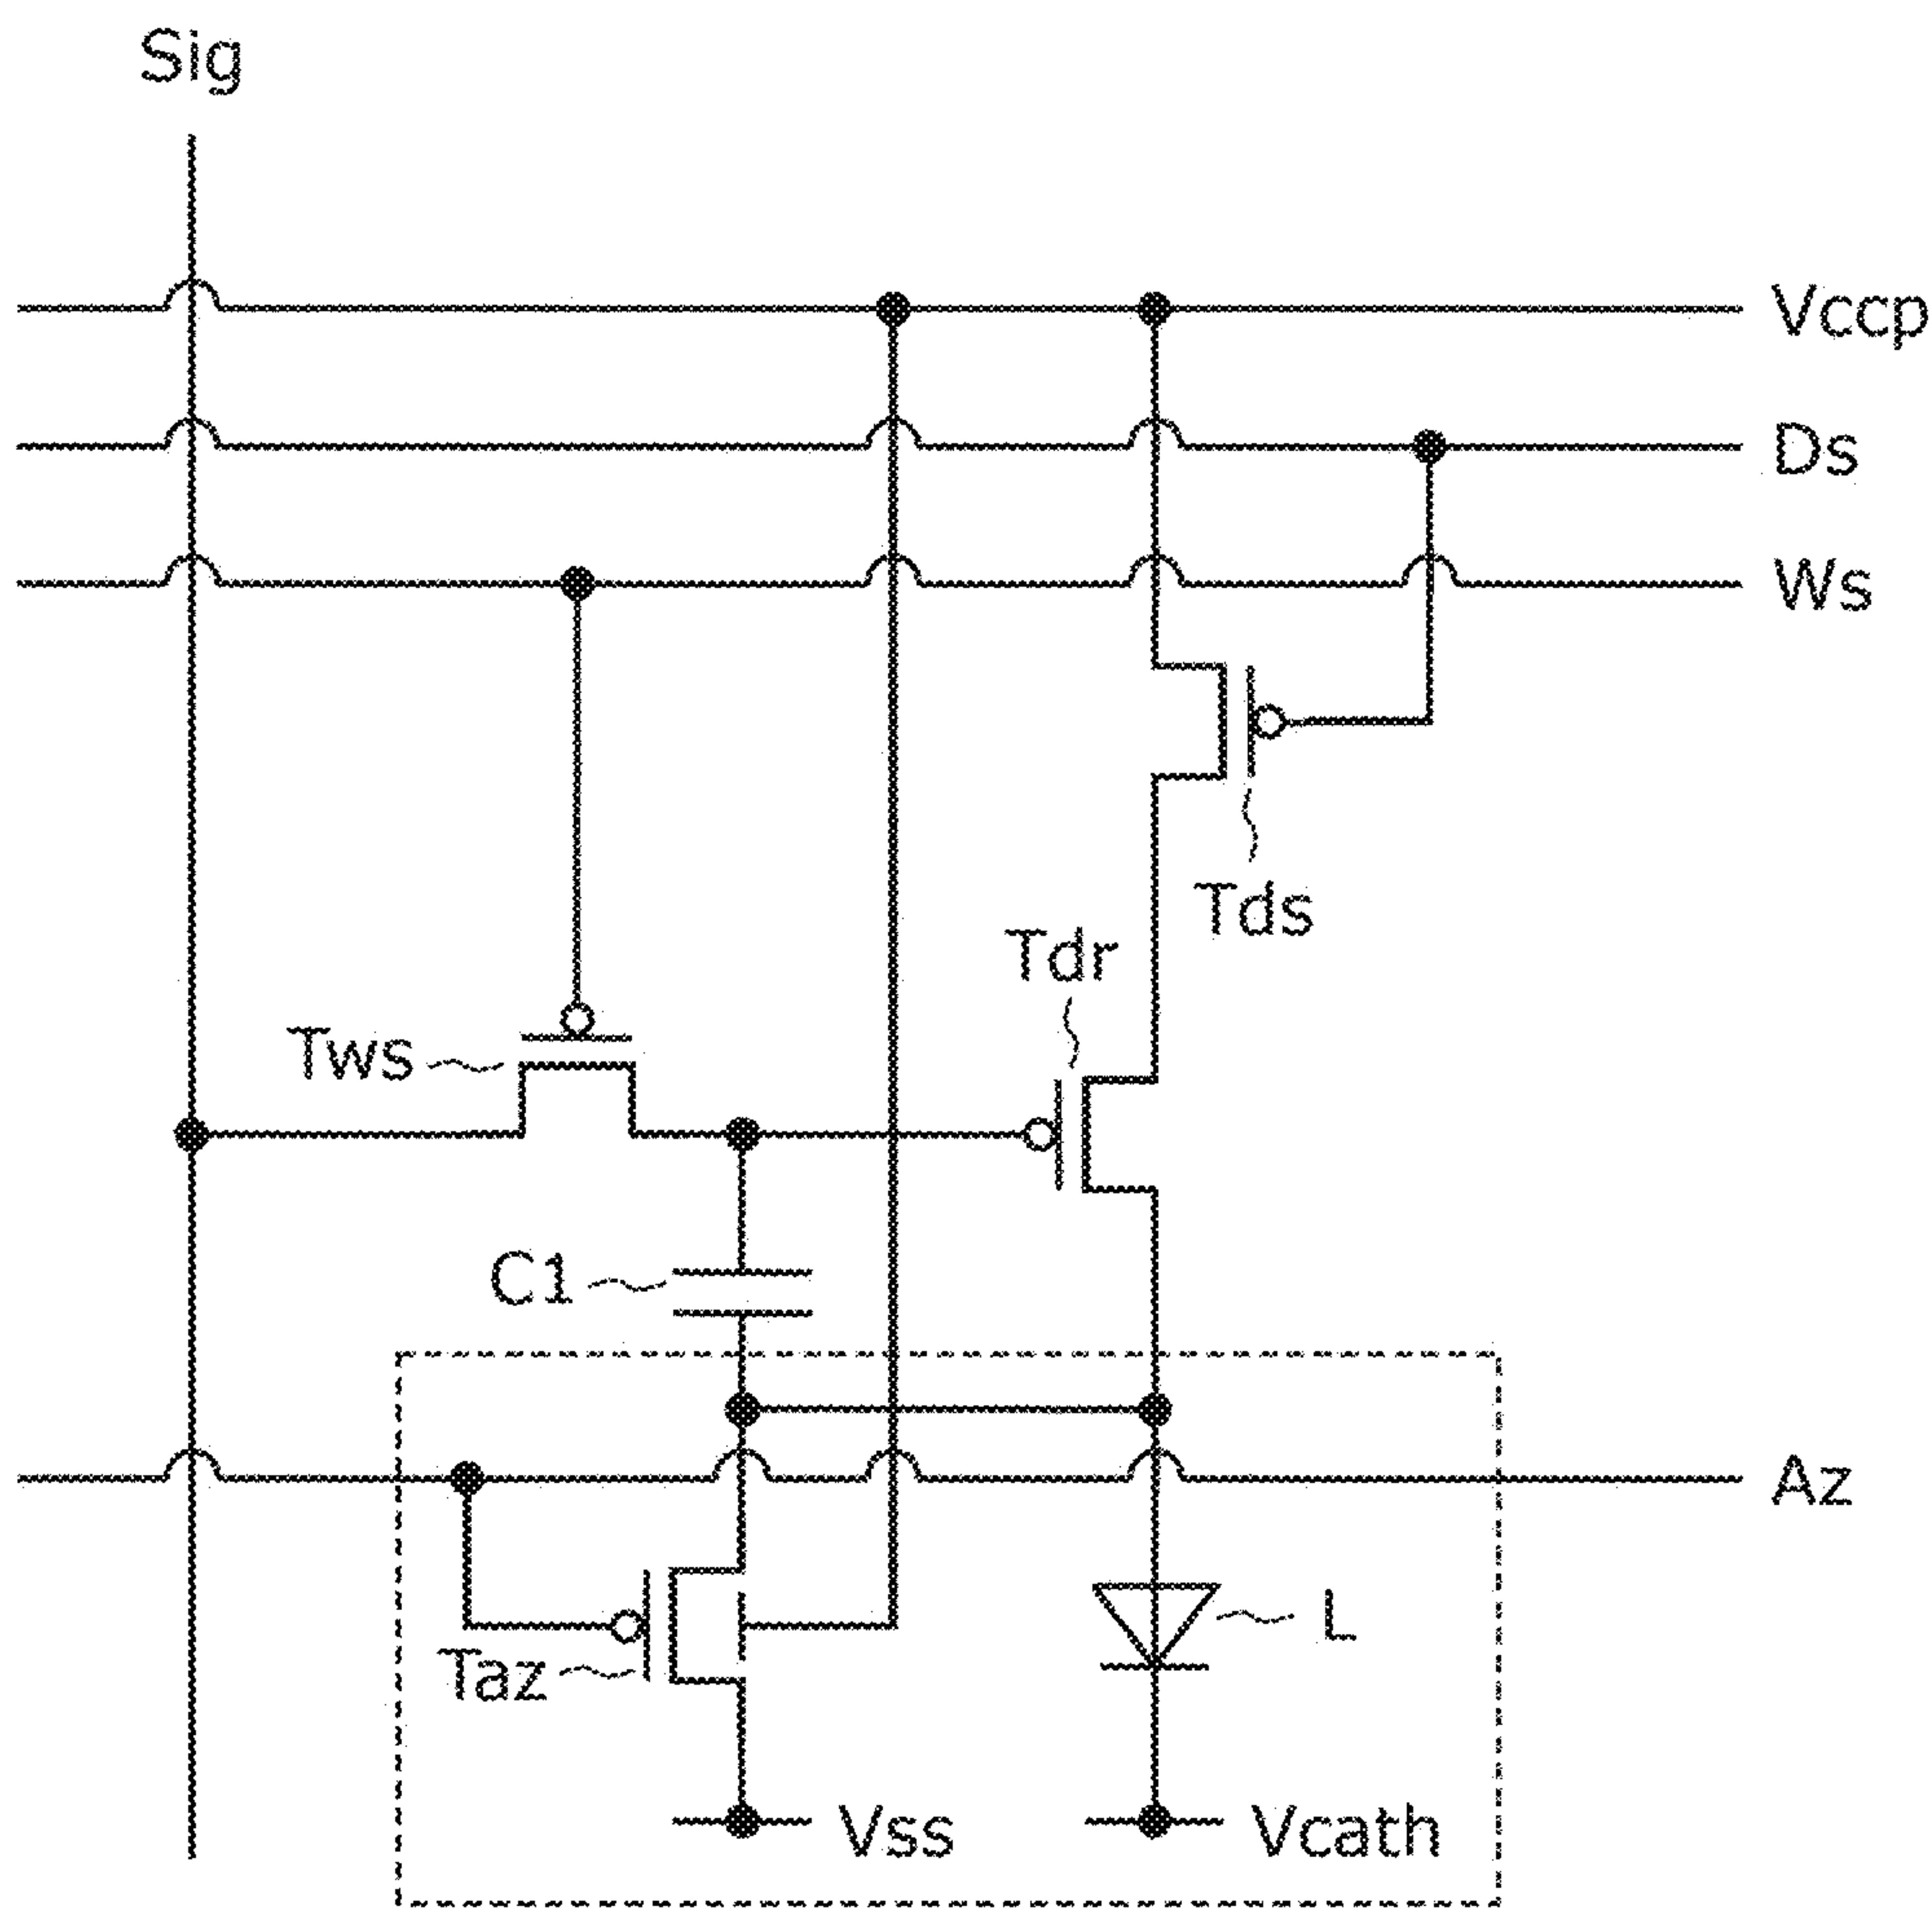 Sig
Vccp
Ds
Ws
Tds
Tdr
Tws
C1
Az
L
Taz
Vss
Vcath